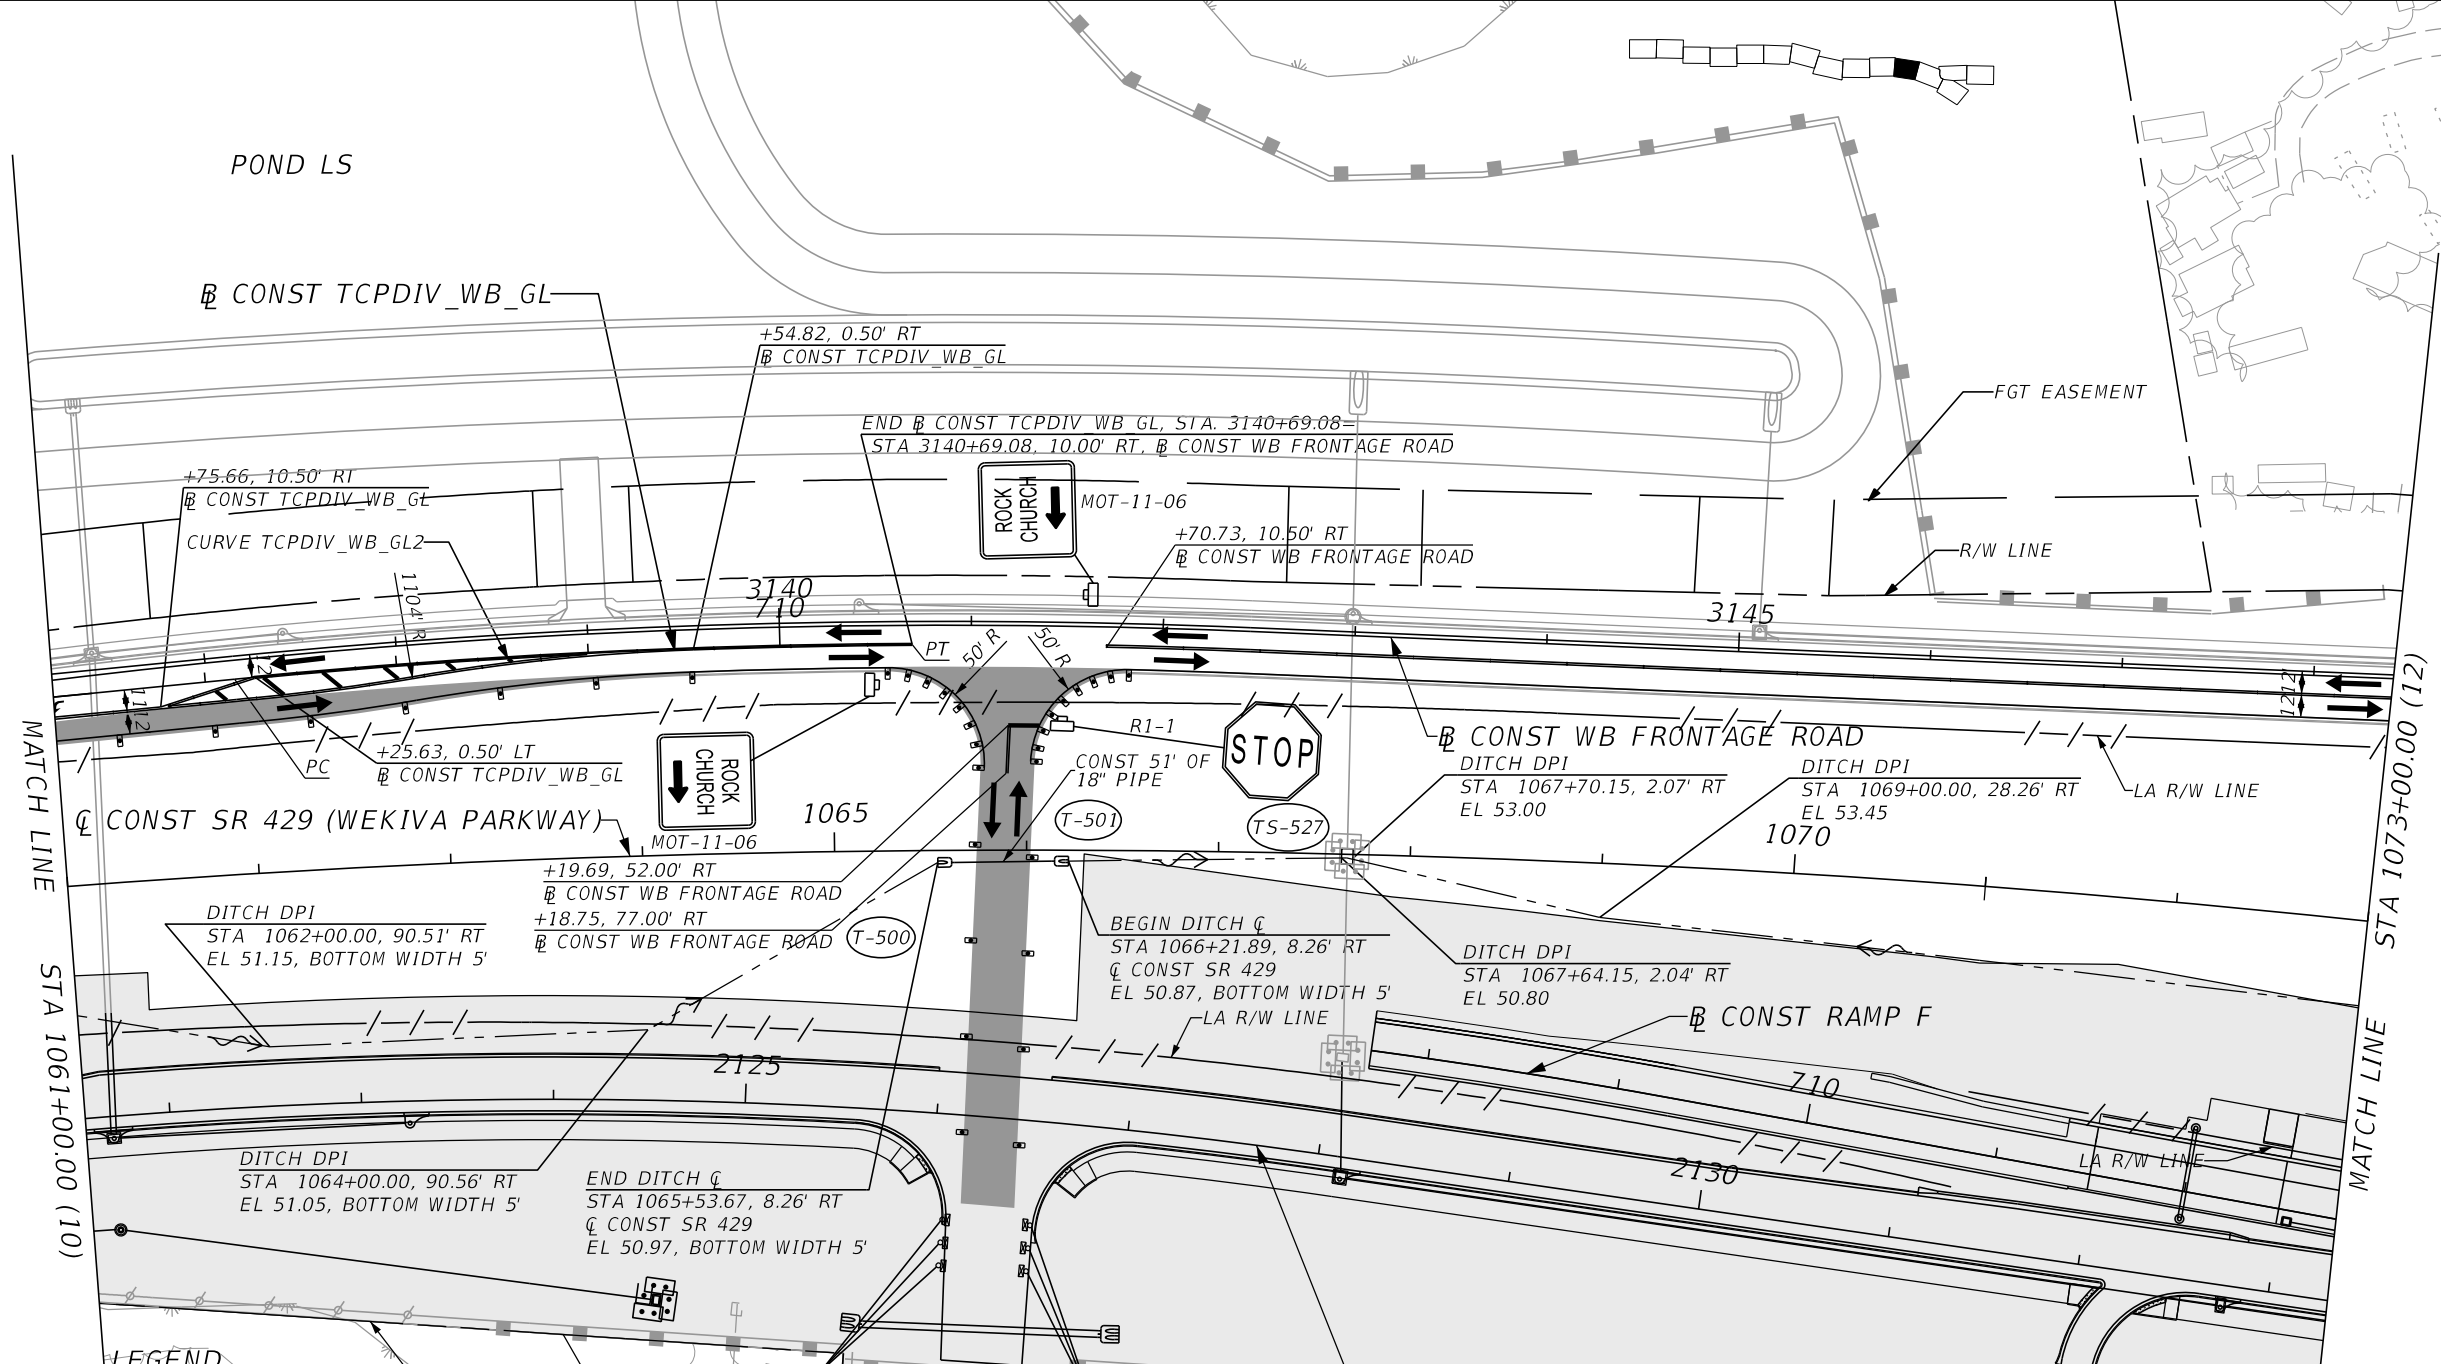 POND LS
℄ CONST TCPDIV_WB_GL
+54.82, 0.50' RT
℄ CONST TCPDIV_WB_GL
FGT EASEMENT
END ℄ CONST TCPDIV_WB_GL, STA. 3140+69.08=
STA 3140+69.08, 10.00' RT, ℄ CONST WB FRONTAGE ROAD
+75.66, 10.50' RT
℄ CONST TCPDIV_WB_GL
ROCK
CHURCH
MOT-11-06
CURVE TCPDIV_WB_GL2
+70.73, 10.50' RT
℄ CONST WB FRONTAGE ROAD
R/W LINE
1104' R
3140
710
3145
PT
50' R
50' R
12
11
12
12
12
PC
+25.63, 0.50' LT
℄ CONST TCPDIV_WB_GL
ROCK
CHURCH
MOT-11-06
R1-1
STOP
CONST 51' OF
18" PIPE
℄ CONST WB FRONTAGE ROAD
DITCH DPI
STA 1067+70.15, 2.07' RT
EL 53.00
DITCH DPI
STA 1069+00.00, 28.26' RT
EL 53.45
LA R/W LINE
℄ CONST SR 429 (WEKIVA PARKWAY)
1065
T-501
TS-527
1070
+19.69, 52.00' RT
℄ CONST WB FRONTAGE ROAD
+18.75, 77.00' RT
℄ CONST WB FRONTAGE ROAD
T-500
DITCH DPI
STA 1062+00.00, 90.51' RT
EL 51.15, BOTTOM WIDTH 5'
BEGIN DITCH ℄
STA 1066+21.89, 8.26' RT
℄ CONST SR 429
EL 50.87, BOTTOM WIDTH 5'
LA R/W LINE
DITCH DPI
STA 1067+64.15, 2.04' RT
EL 50.80
℄ CONST RAMP F
2125
710
2130
LA R/W LINE
DITCH DPI
STA 1064+00.00, 90.56' RT
EL 51.05, BOTTOM WIDTH 5'
END DITCH ℄
STA 1065+53.67, 8.26' RT
℄ CONST SR 429
EL 50.97, BOTTOM WIDTH 5'
MATCH LINE STA 1061+00.00 (10)
MATCH LINE STA 1073+00.00 (12)
LEGEND